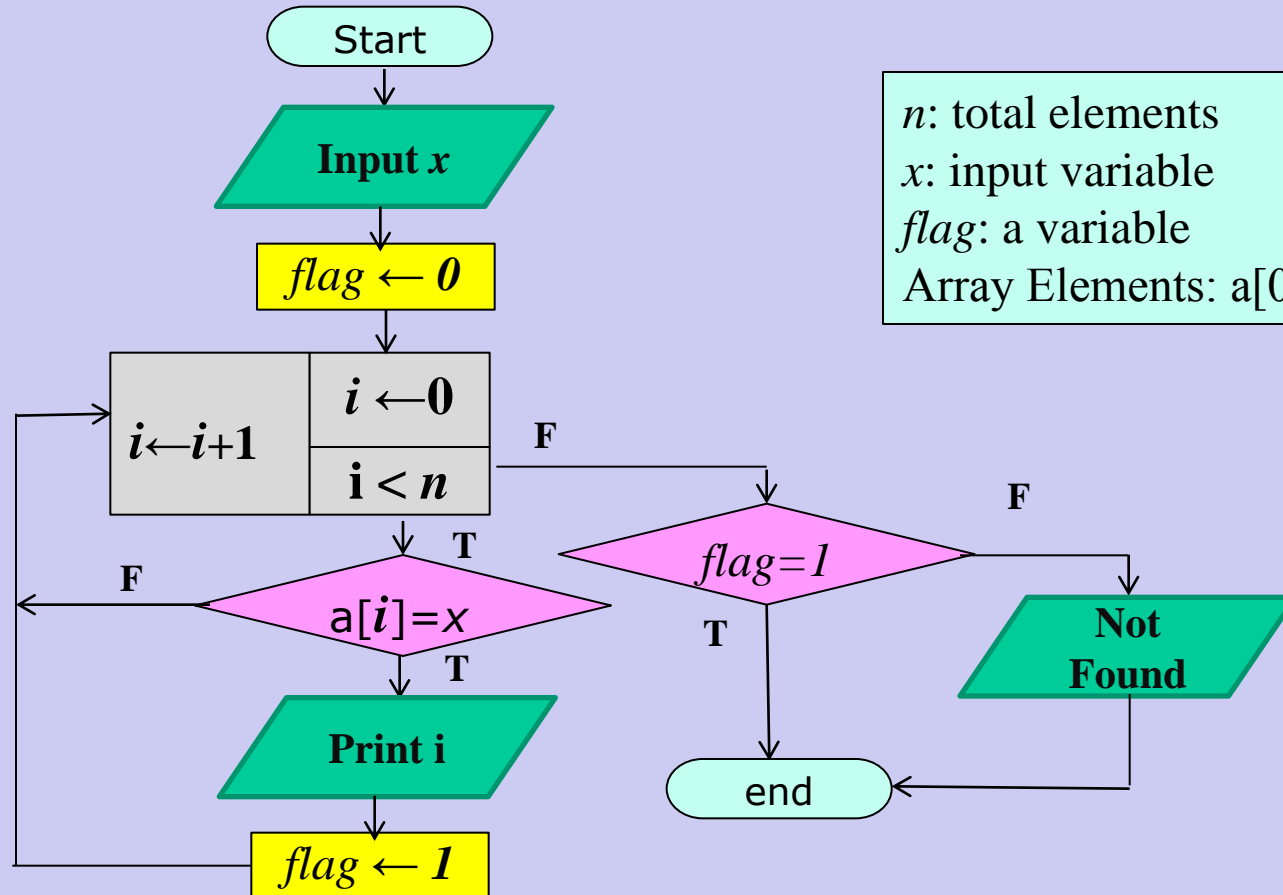 Start
Input x
flag ← 0
i←i+1
i ←0
i < n
F
T
F
a[i]=x
T
Print i
flag ← 1
flag=1
F
T
Not
Found
end
n: total elements
x: input variable
flag: a variable
Array Elements: a[0